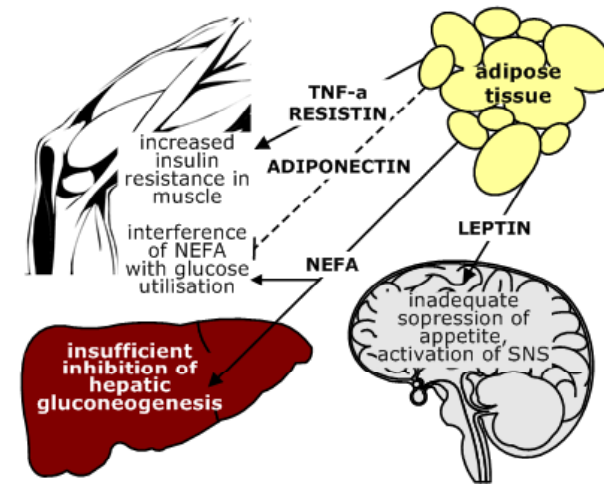 adipose
tissue
TNF-a
RESISTIN
increased
insulin
resistance in
muscle
ADIPONECTIN
interference
of NEFA
with glucose
utilisation
NEFA
LEPTIN
inadequate
sopression of
appetite,
activation of SNS
insufficient
inhibition of
hepatic
gluconeogenesis